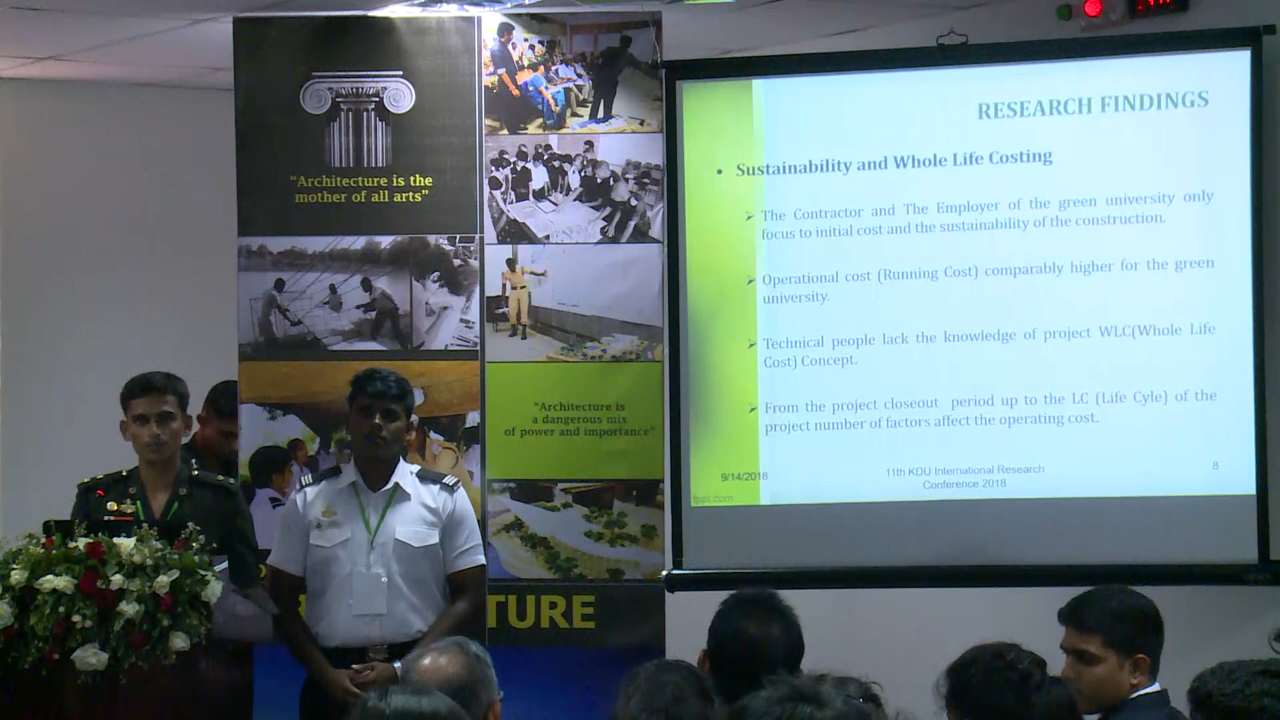 "Architecture is the
mother of all arts"
"Architecture is
a dangerous mix
of power and importance"
TURE
RESEARCH FINDINGS
• Sustainability and Whole Life Costing
➢ The Contractor and The Employer of the green university only
focus to initial cost and the sustainability of the construction.
➢ Operational cost (Running Cost) comparably higher for the green
university.
➢ Technical people lack the knowledge of project WLC(Whole Life
Cost) Concept.
➢ From the project closeout period up to the LC (Life Cyle) of the
project number of factors affect the operating cost.
9/14/2018
11th KDU International Research
Conference 2018
8